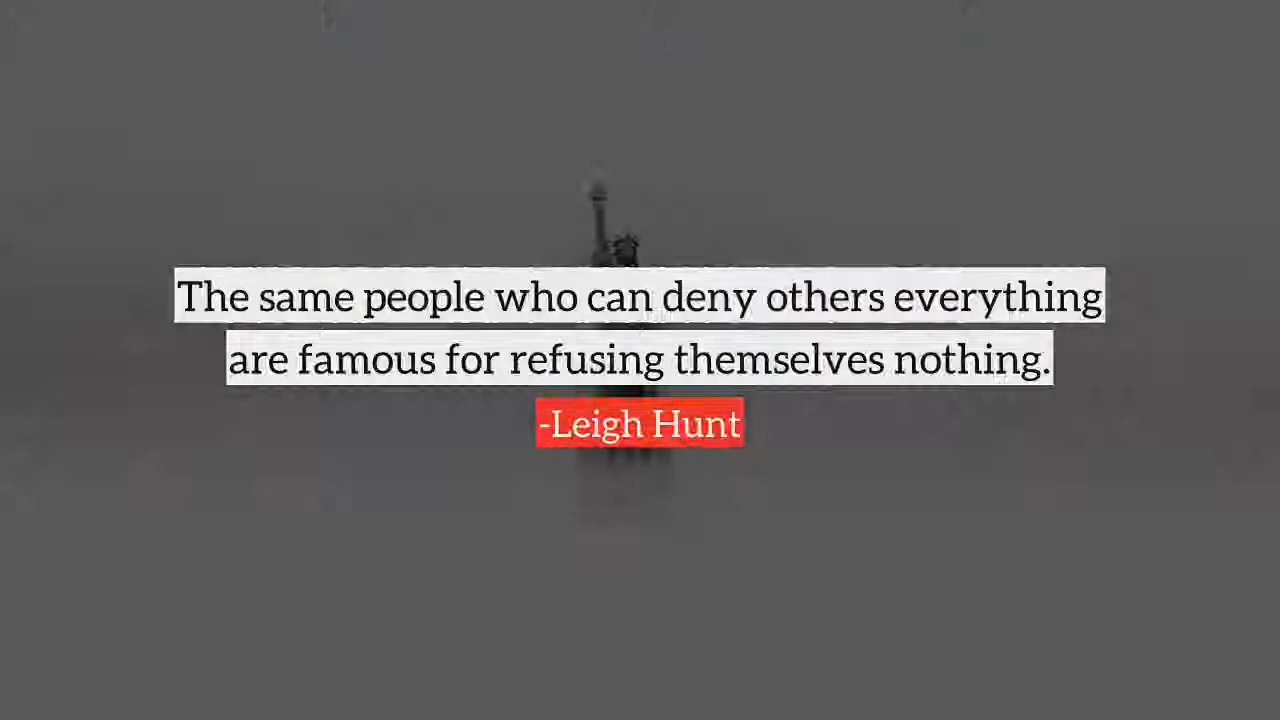 The same people who can deny others everything
are famous for refusing themselves nothing.
-Leigh Hunt